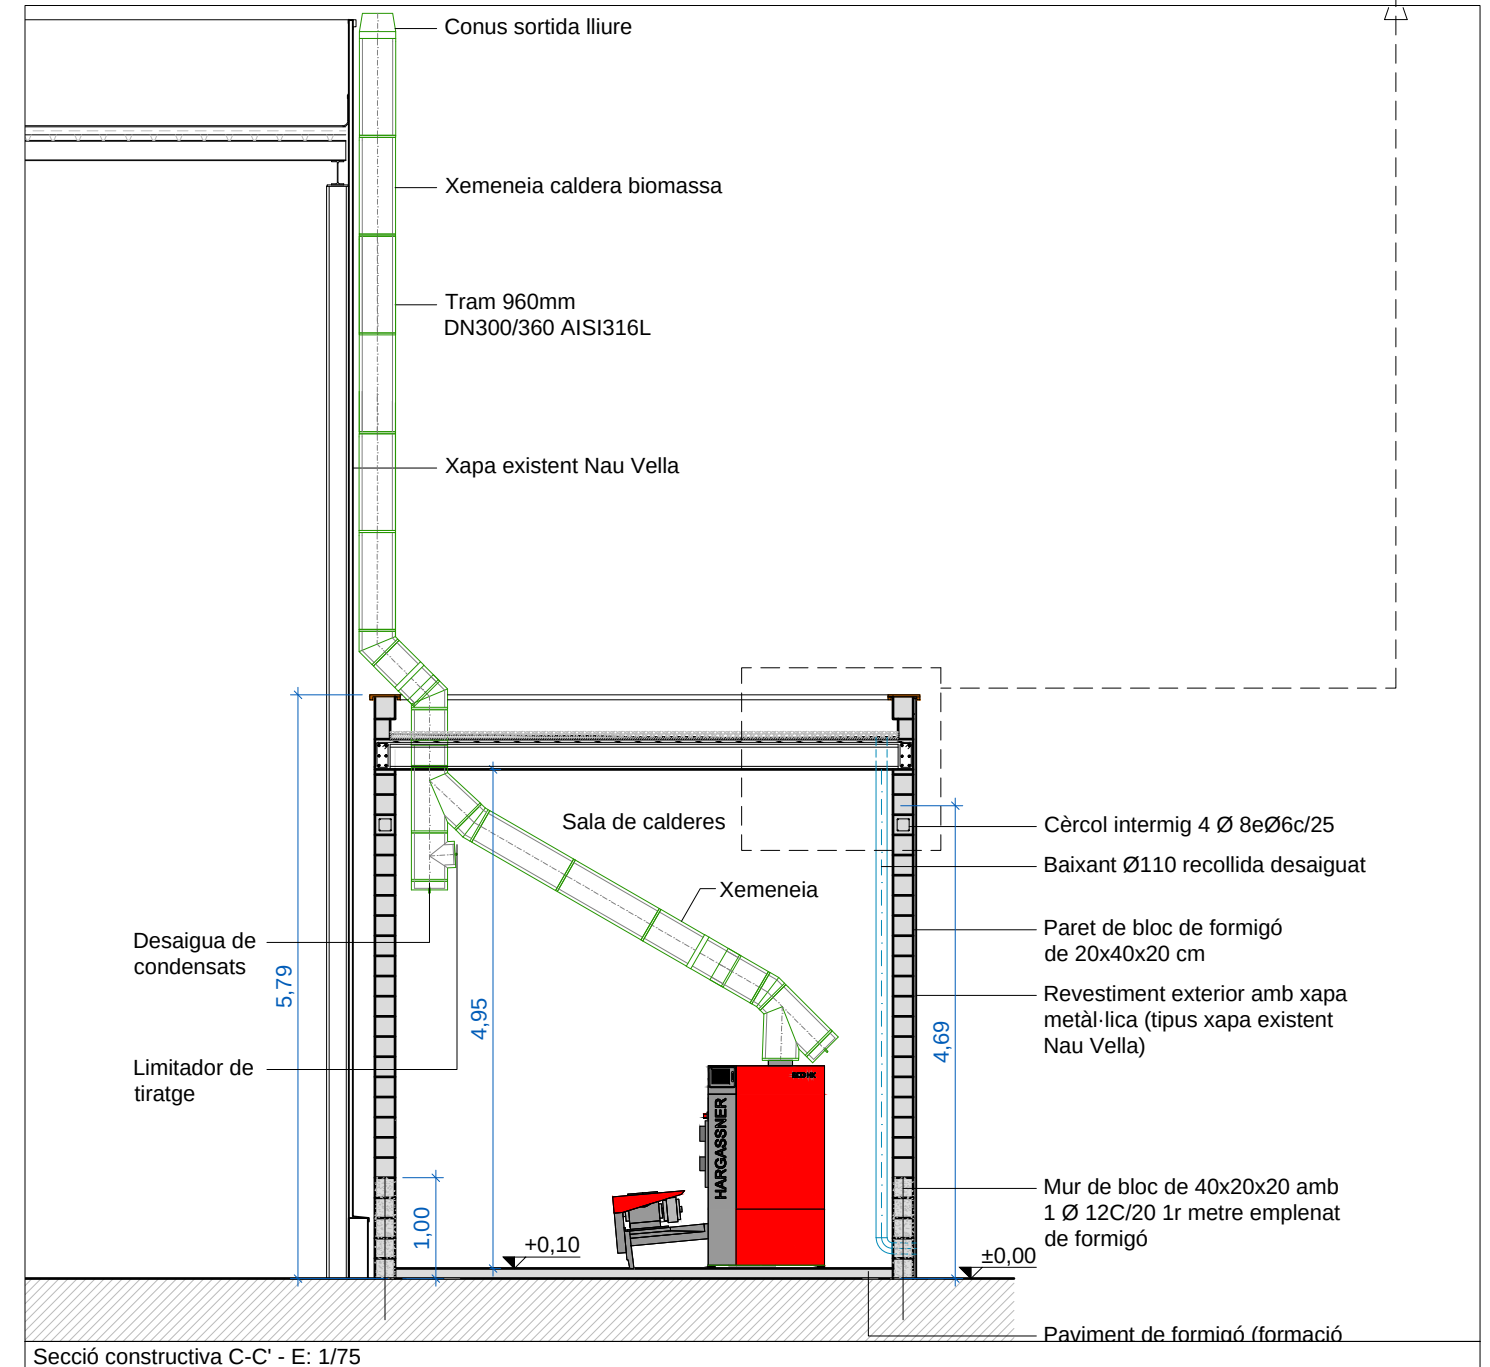 Conus sortida lliure
Xemeneia caldera biomassa
Tram 960mm
DN300/360 AISI316L
Xapa existent Nau Vella
Sala de calderes
Cèrcol intermig 4 Ø 8eØ6c/25
Baixant Ø110 recollida desaiguat
Xemeneia
Paret de bloc de formigó
de 20x40x20 cm
Desaigua de
condensats
5,79
4,95
4,69
Revestiment exterior amb xapa
metàl·lica (tipus xapa existent
Nau Vella)
Limitador de
tiratge
HARGASSNER
1,00
Mur de bloc de 40x20x20 amb
1 Ø 12C/20 1r metre emplenat
de formigó
+0,10
±0,00
Paviment de formigó (formació
Secció constructiva C-C' - E: 1/75